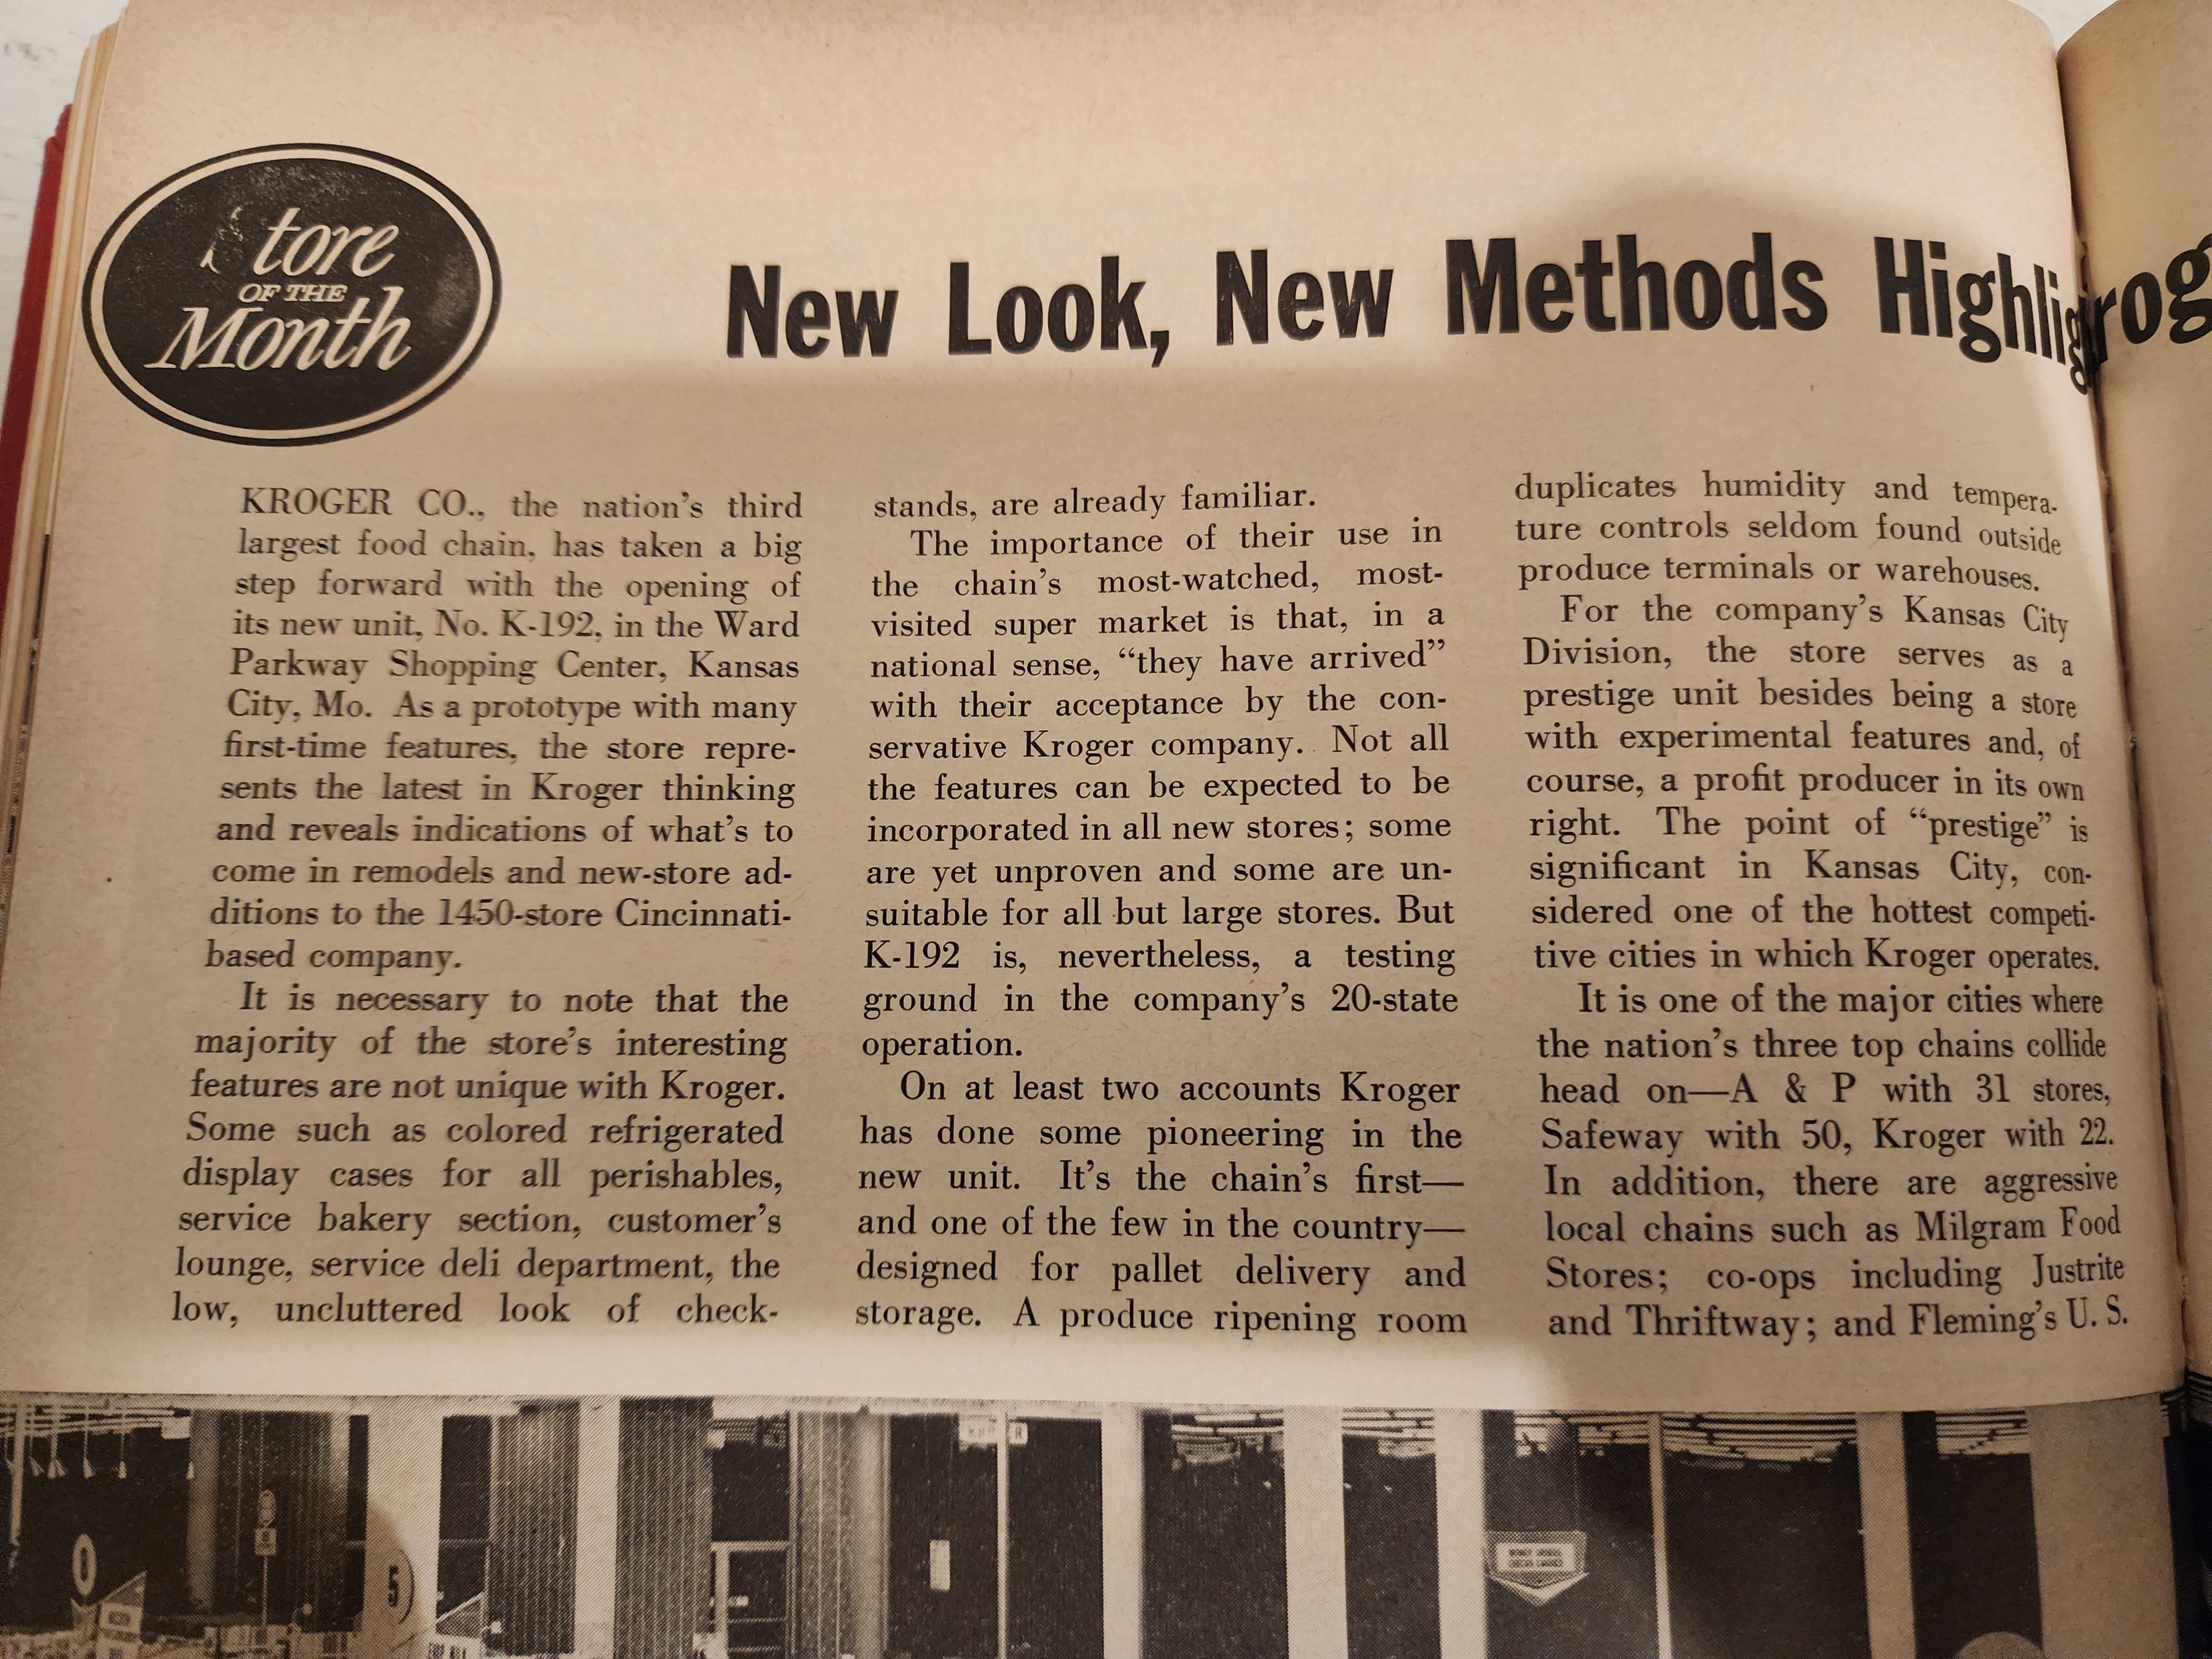 Store
OF THE
Month
New Look, New Methods Highlig
rog
KROGER CO., the nation's third
largest food chain, has taken a big
step forward with the opening of
its new unit, No. K-192, in the Ward
Parkway Shopping Center, Kansas
City, Mo. As a prototype with many
first-time features, the store repre-
sents the latest in Kroger thinking
and reveals indications of what's to
come in remodels and new-store ad-
ditions to the 1450-store Cincinnati-
based company.
It is necessary to note that the
majority of the store's interesting
features are not unique with Kroger.
Some such as colored refrigerated
display cases for all perishables,
service bakery section, customer's
lounge, service deli department, the
low, uncluttered look of check-
stands, are already familiar.
The importance of their use in
the chain's most-watched, most-
visited super market is that, in a
national sense, "they have arrived"
with their acceptance by the con-
servative Kroger company. Not all
the features can be expected to be
incorporated in all new stores; some
are yet unproven and some are un-
suitable for all but large stores. But
K-192 is, nevertheless, a testing
ground in the company's 20-state
operation.
On at least two accounts Kroger
has done some pioneering in the
new unit. It's the chain's first—
and one of the few in the country—
designed for pallet delivery and
storage. A produce ripening room
duplicates humidity and tempera-
ture controls seldom found outside
produce terminals or warehouses.
For the company's Kansas City
Division, the store serves as a
prestige unit besides being a store
with experimental features and, of
course, a profit producer in its own
right. The point of "prestige" is
significant in Kansas City, con-
sidered one of the hottest competi-
tive cities in which Kroger operates.
It is one of the major cities where
the nation's three top chains collide
head on—A & P with 31 stores,
Safeway with 50, Kroger with 22.
In addition, there are aggressive
local chains such as Milgram Food
Stores; co-ops including Justrite
and Thriftway; and Fleming's U. S.
8
5
MONEY ORDERS
CHECKS CASHED